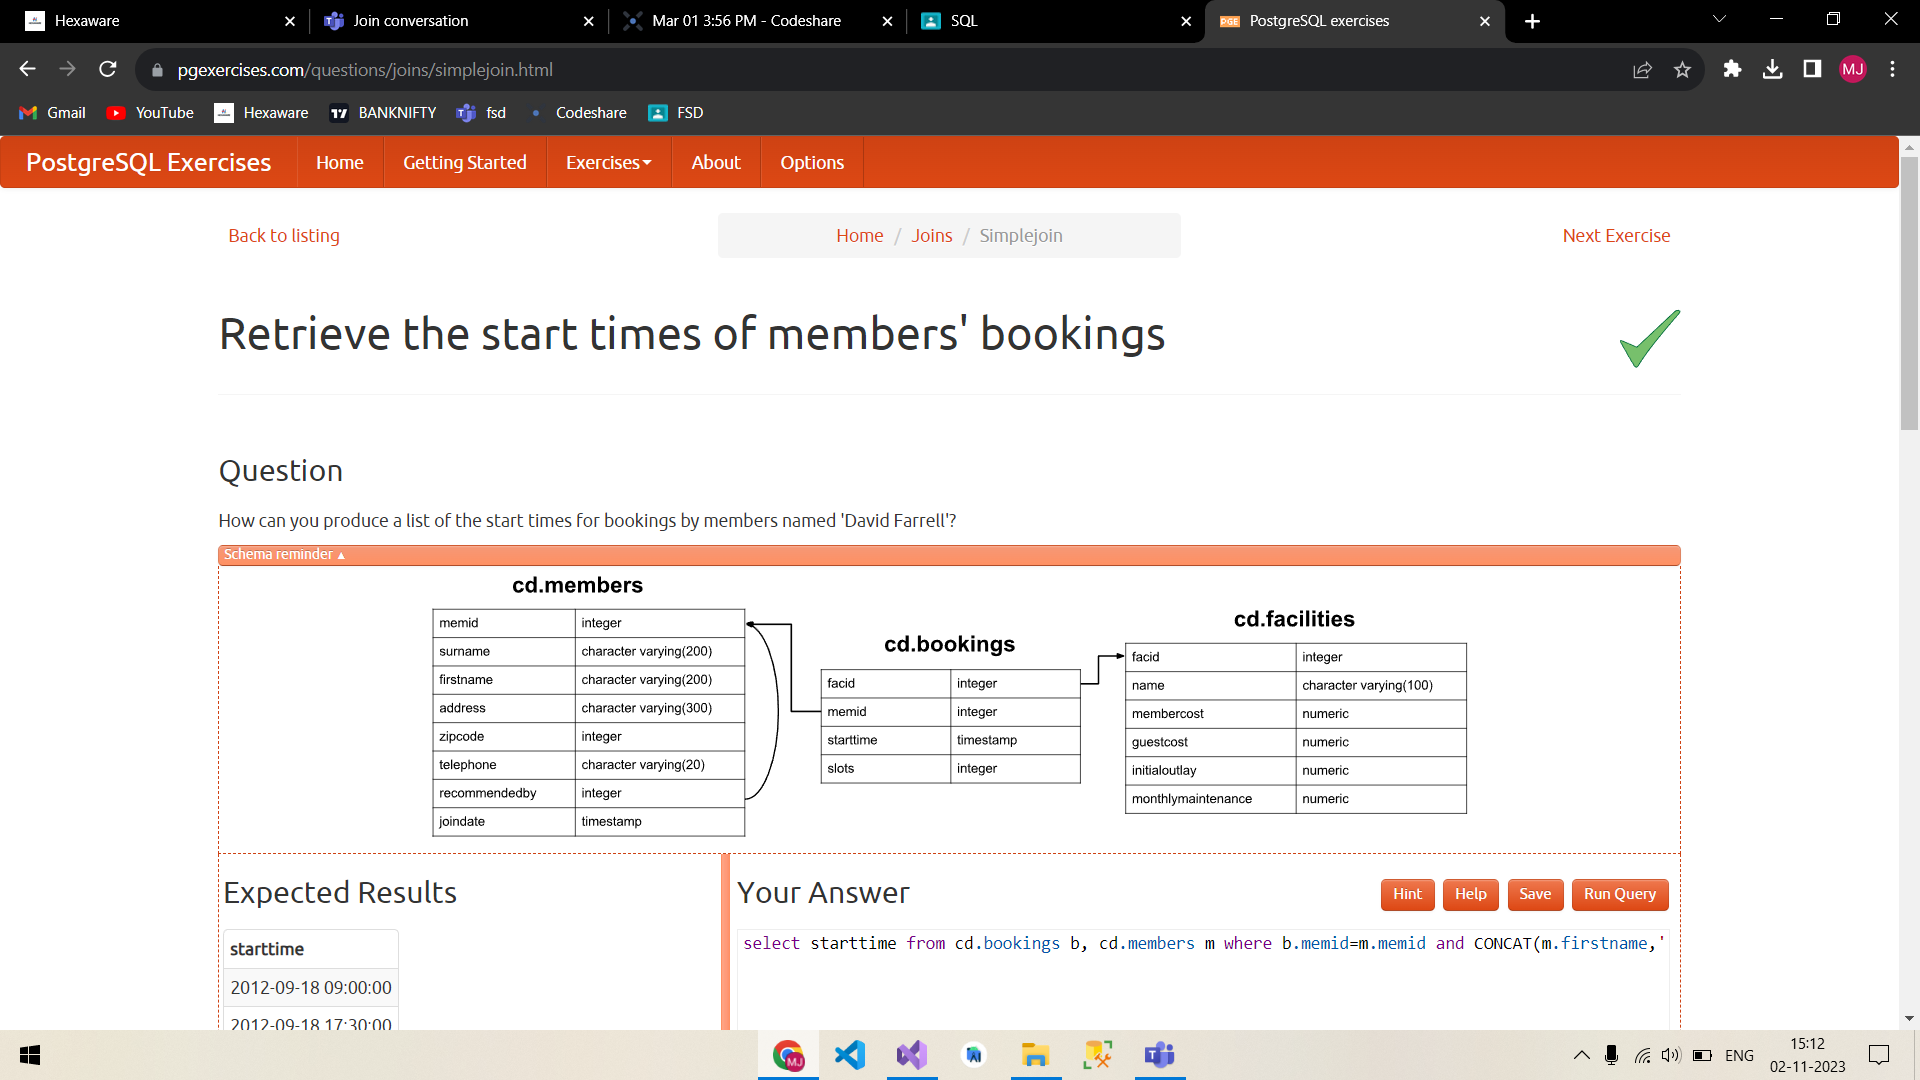 Hexaware
Join conversation
Mar 01 3:56 PM - Codeshare
SQL
PGE PostgreSQL exercises
pgexercises.com/questions/joins/simplejoin.html
MJ
Gmail YouTube Hexaware BANKNIFTY fsd Codeshare FSD
PostgreSQL Exercises Home Getting Started Exercises About Options
Back to listing
Home / Joins / Simplejoin
Next Exercise
Retrieve the start times of members' bookings
Question
How can you produce a list of the start times for bookings by members named 'David Farrell'?
Schema reminder ▲
cd.members
memid integer
surname character varying(200)
firstname character varying(200)
address character varying(300)
zipcode integer
telephone character varying(20)
recommendedby integer
joindate timestamp
cd.bookings
facid integer
memid integer
starttime timestamp
slots integer
cd.facilities
facid integer
name character varying(100)
membercost numeric
guestcost numeric
initialoutlay numeric
monthlymaintenance numeric
Expected Results
starttime
2012-09-18 09:00:00
2012-09-18 17:30:00
Your Answer
Hint Help Save Run Query
select starttime from cd.bookings b, cd.members m where b.memid=m.memid and CONCAT(m.firstname,'
MJ
ENG
15:12
02-11-2023